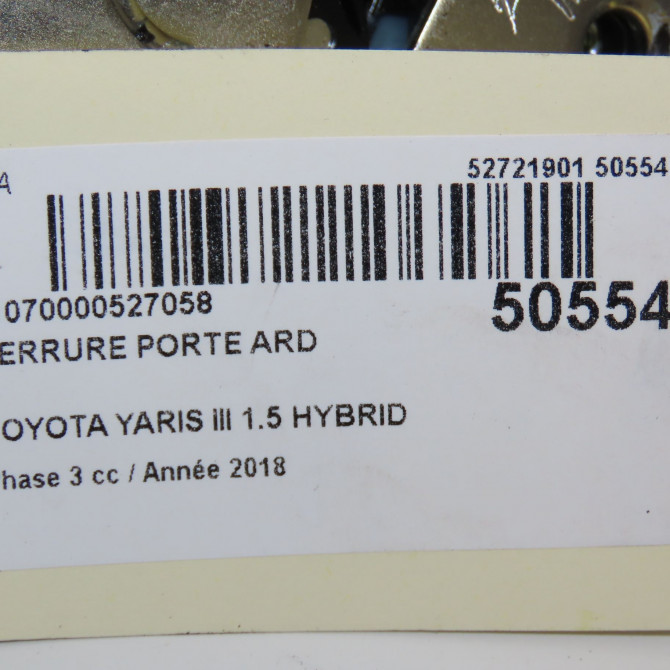 A
52721901 50554
070000527058
50554
ERRURE PORTE ARD
OYOTA YARIS III 1.5 HYBRID
hase 3 cc / Année 2018